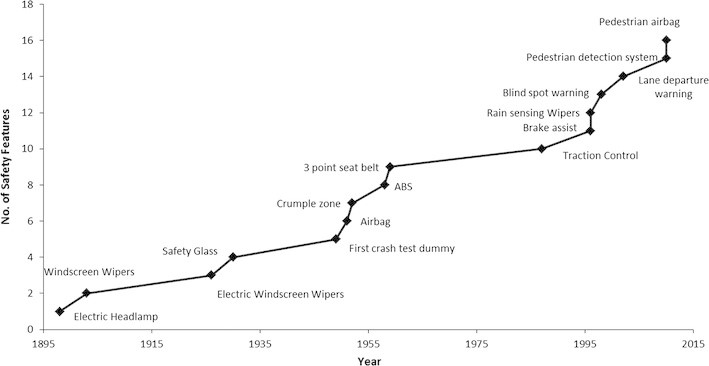 18
16
14
12
10
8
6
4
2
0
No. of Safety Features
Pedestrian airbag
Pedestrian detection system
Lane departure
warning
Blind spot warning
Rain sensing Wipers
Brake assist
Traction Control
3 point seat belt
ABS
Crumple zone
Airbag
First crash test dummy
Safety Glass
Electric Windscreen Wipers
Windscreen Wipers
Electric Headlamp
1895 1915 1935 1955 1975 1995 2015
Year